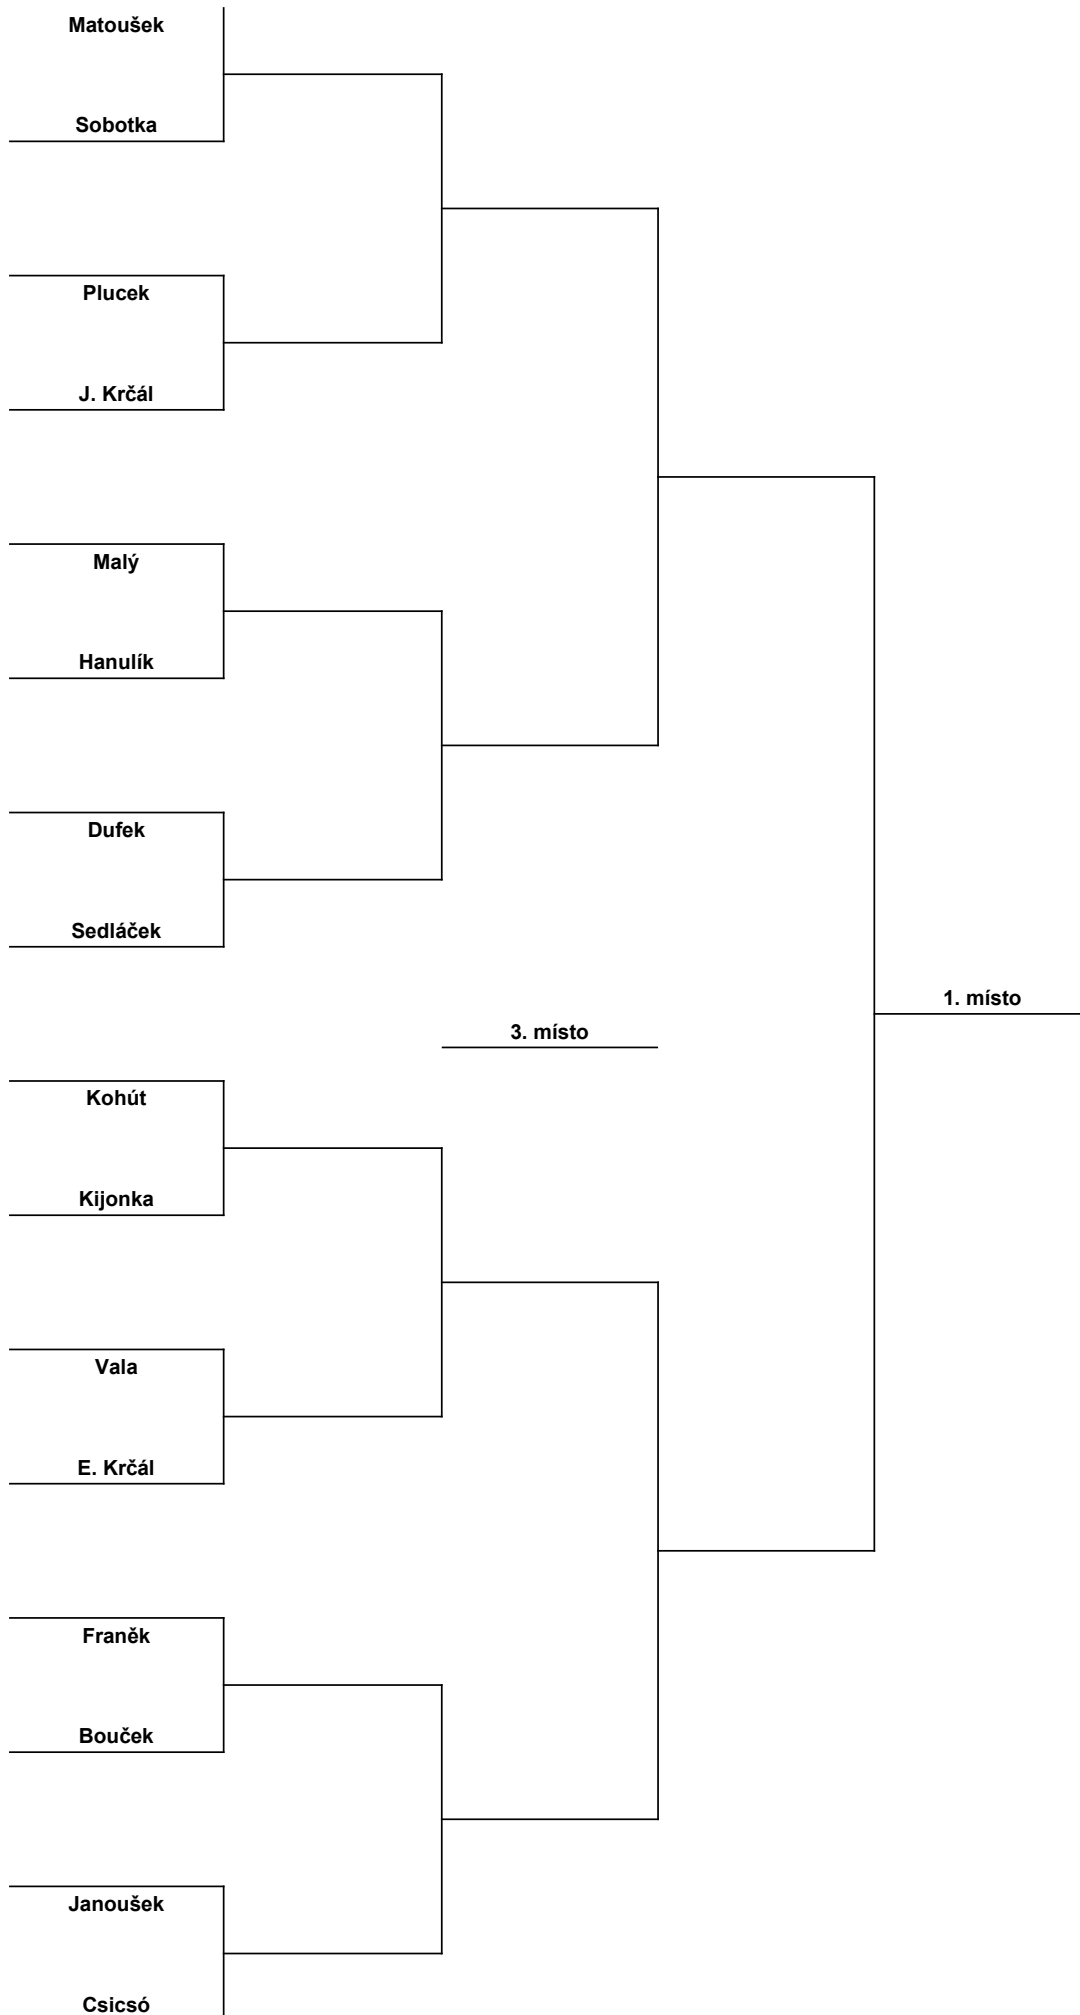 Matoušek
Sobotka
Plucek
J. Krčál
Malý
Hanulík
Dufek
Sedláček
1. místo
3. místo
Kohút
Kijonka
Vala
E. Krčál
Franěk
Bouček
Janoušek
Csicsó